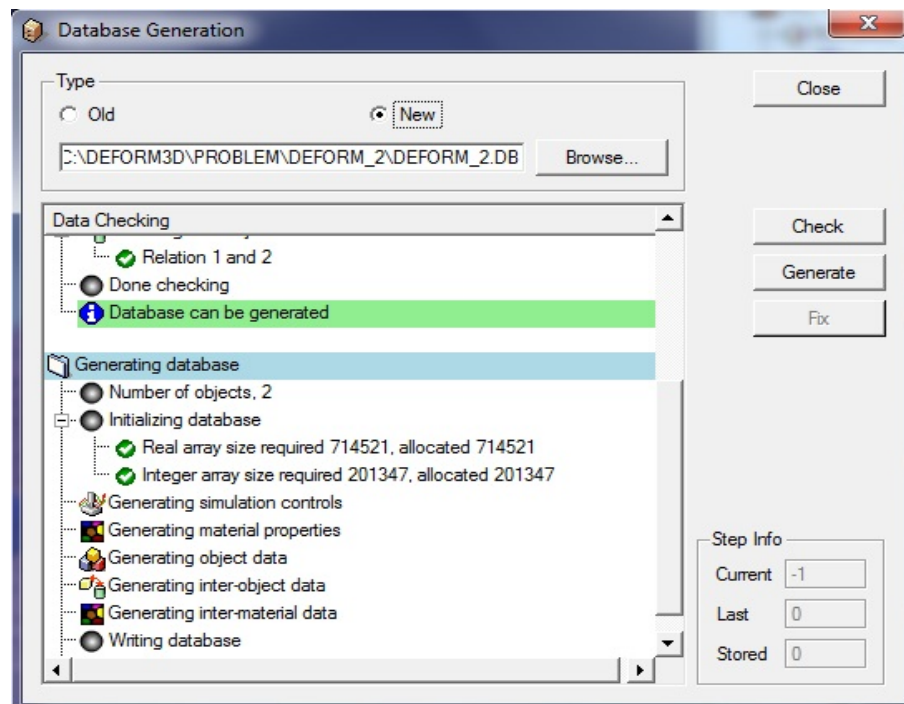 Database Generation
Type
Old
New
C:\DEFORM3D\PROBLEM\DEFORM_2\DEFORM_2.DB
Browse...
Close
Data Checking
Relation 1 and 2
Done checking
Database can be generated
Check
Generate
Fix
Generating database
Number of objects, 2
Initializing database
Real array size required 714521, allocated 714521
Integer array size required 201347, allocated 201347
Generating simulation controls
Generating material properties
Generating object data
Generating inter-object data
Generating inter-material data
Writing database
Step Info
Current -1
Last 0
Stored 0